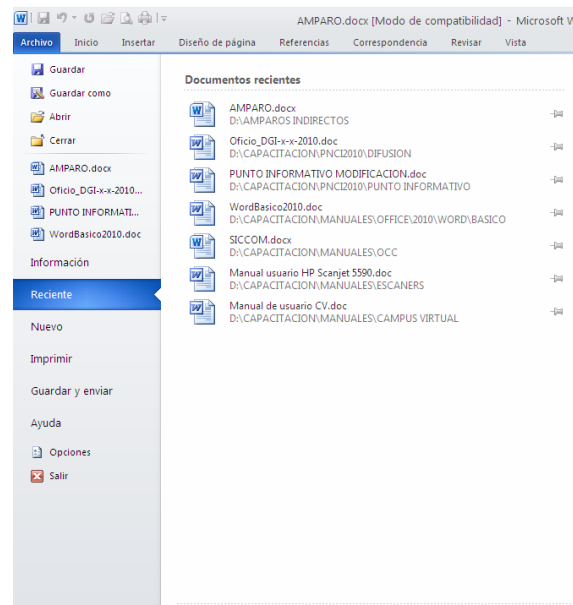 AMPARO.docx [Modo de compatibilidad] - Microsoft W
Archivo Inicio Insertar Diseño de página Referencias Correspondencia Revisar Vista
Guardar
Guardar como
Abrir
Cerrar
AMPARO.docx
Oficio_DGI-x-x-2010...
PUNTO INFORMATI...
WordBasico2010.doc
Información
Reciente
Nuevo
Imprimir
Guardar y enviar
Ayuda
Opciones
Salir
Documentos recientes
AMPARO.docx
D:\AMPAROS INDIRECTOS
Oficio_DGI-x-x-2010.doc
D:\CAPACITACION\PNCI2010\DIFUSION
PUNTO INFORMATIVO MODIFICACION.doc
D:\CAPACITACION\PNCI2010\PUNTO INFORMATIVO
WordBasico2010.doc
D:\CAPACITACION\MANUALES\OFFICE\2010\WORD\BASICO
SICCOM.docx
D:\CAPACITACION\MANUALES\OCC
Manual usuario HP Scanjet 5590.doc
D:\CAPACITACION\MANUALES\ESCANERS
Manual de usuario CV.doc
D:\CAPACITACION\MANUALES\CAMPUS VIRTUAL